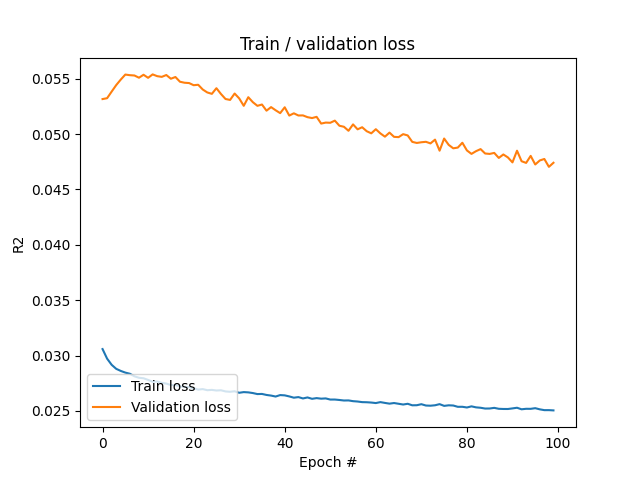 Train / validation loss
0.055
0.050
0.045
0.040
0.035
0.030
0.025
R2
Train loss
Validation loss
0 20 40 60 80 100
Epoch #